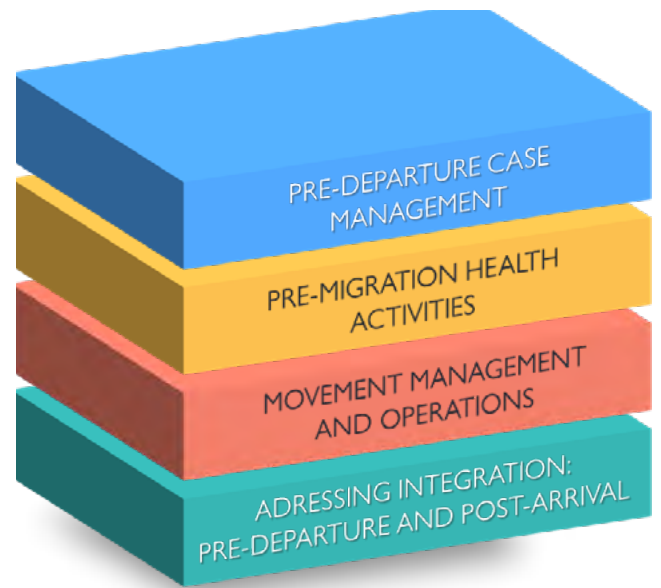 PRE-DEPARTURE CASE
MANAGEMENT
PRE-MIGRATION HEALTH
ACTIVITIES
MOVEMENT MANAGEMENT
AND OPERATIONS
ADRESSING INTEGRATION:
PRE-DEPARTURE AND POST-ARRIVAL